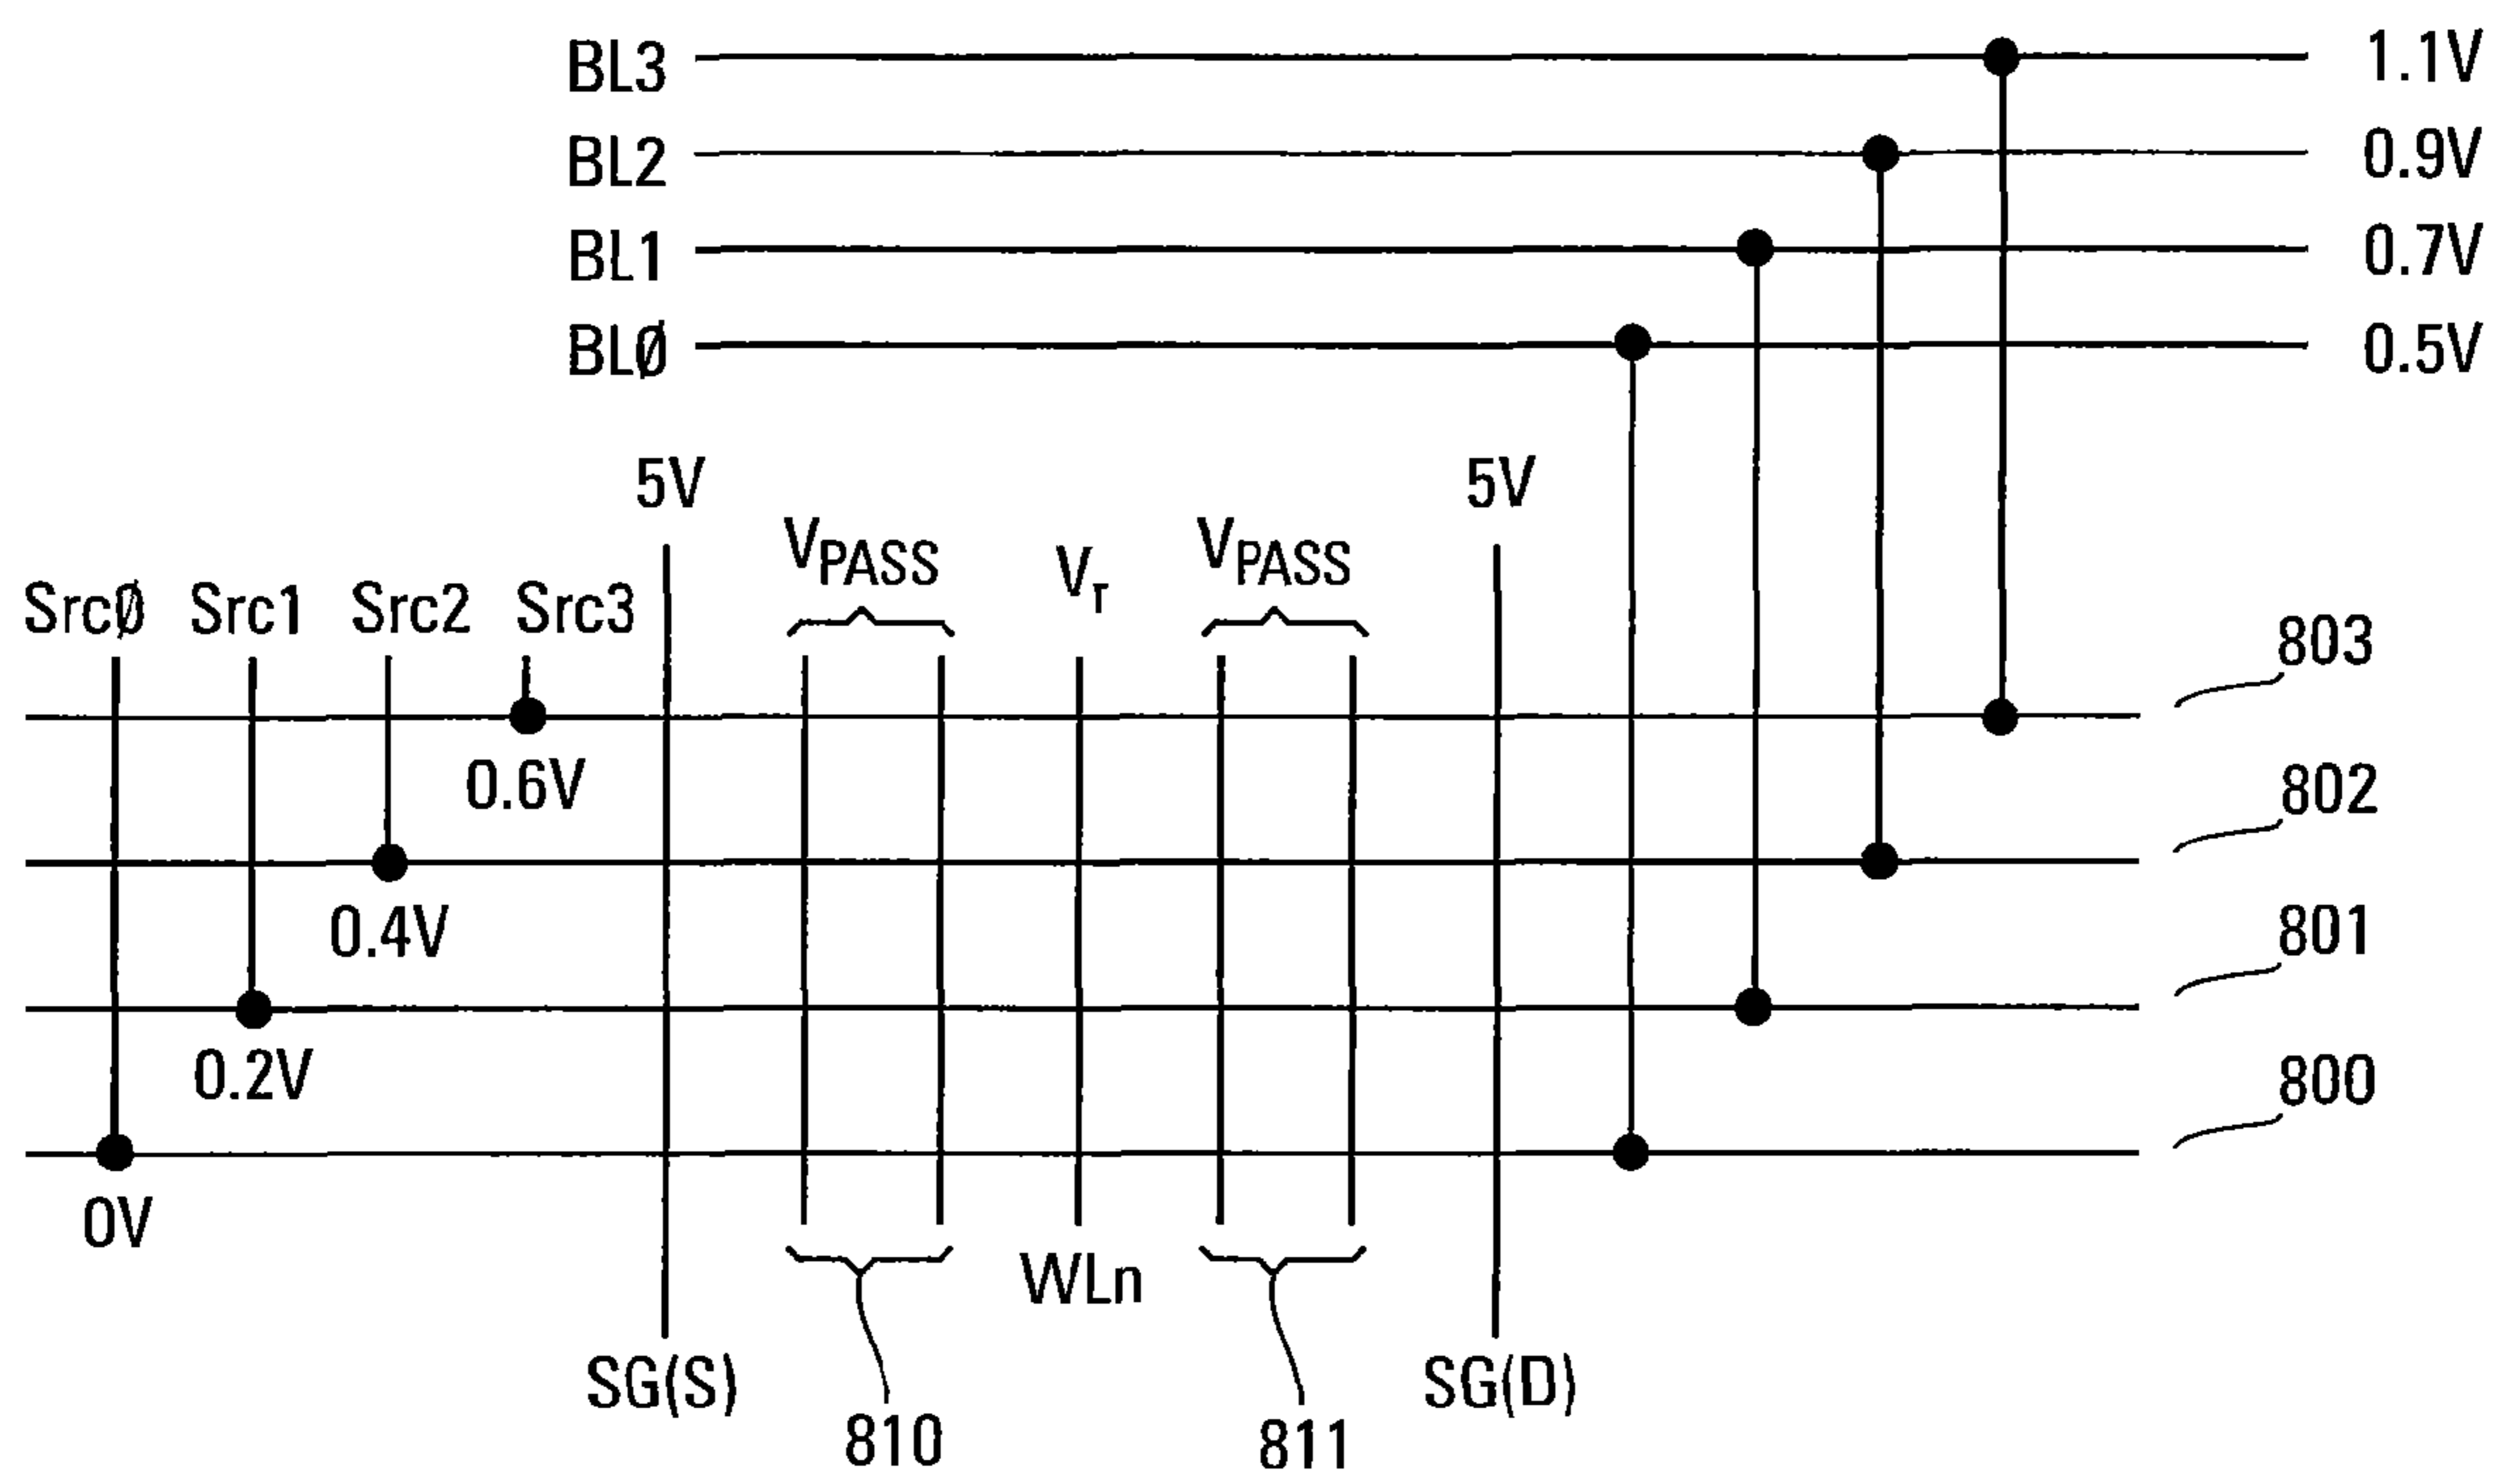 BL3 1.1V
BL2 0.9V
BL1 0.7V
BLØ 0.5V
5V 5V
VPASS VT VPASS
SrcØ Src1 Src2 Src3
803
0.6V
802
0.4V
801
0.2V
800
0V
WLn
SG(S) SG(D)
810 811